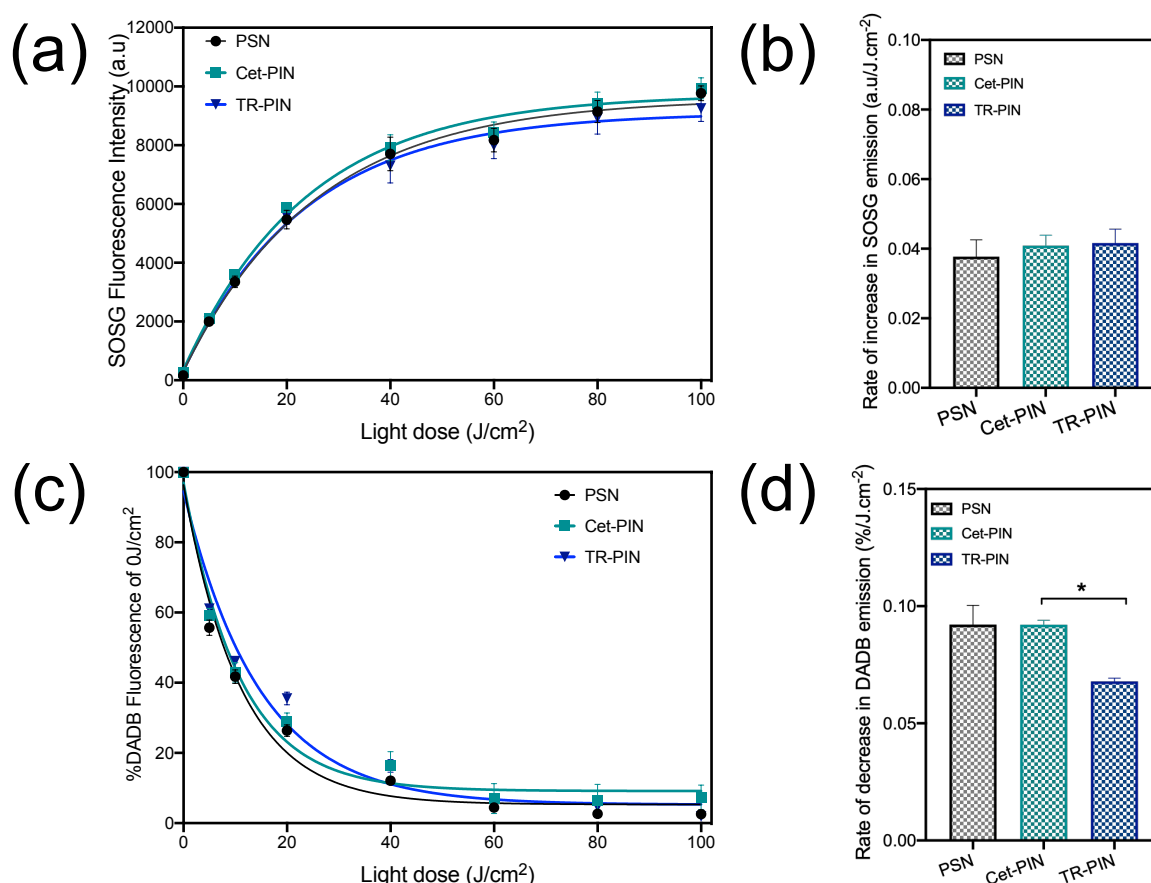 (a)
SOSG Fluorescence Intensity (a.u)
12000
10000
8000
6000
4000
2000
0
PSN
Cet-PIN
TR-PIN
0 20 40 60 80 100
Light dose (J/cm²)
(b)
Rate of increase in SOSG emission (a.u/J.cm⁻²)
0.10
0.08
0.06
0.04
0.02
0.00
PSN
Cet-PIN
TR-PIN
PSN Cet-PIN TR-PIN
(c)
%DADB Fluorescence of 0J/cm²
100
80
60
40
20
0
PSN
Cet-PIN
TR-PIN
0 20 40 60 80 100
Light dose (J/cm²)
(d)
Rate of decrease in DADB emission (%/J.cm⁻²)
0.15
0.10
0.05
0.00
PSN
Cet-PIN
TR-PIN
*
PSN Cet-PIN TR-PIN